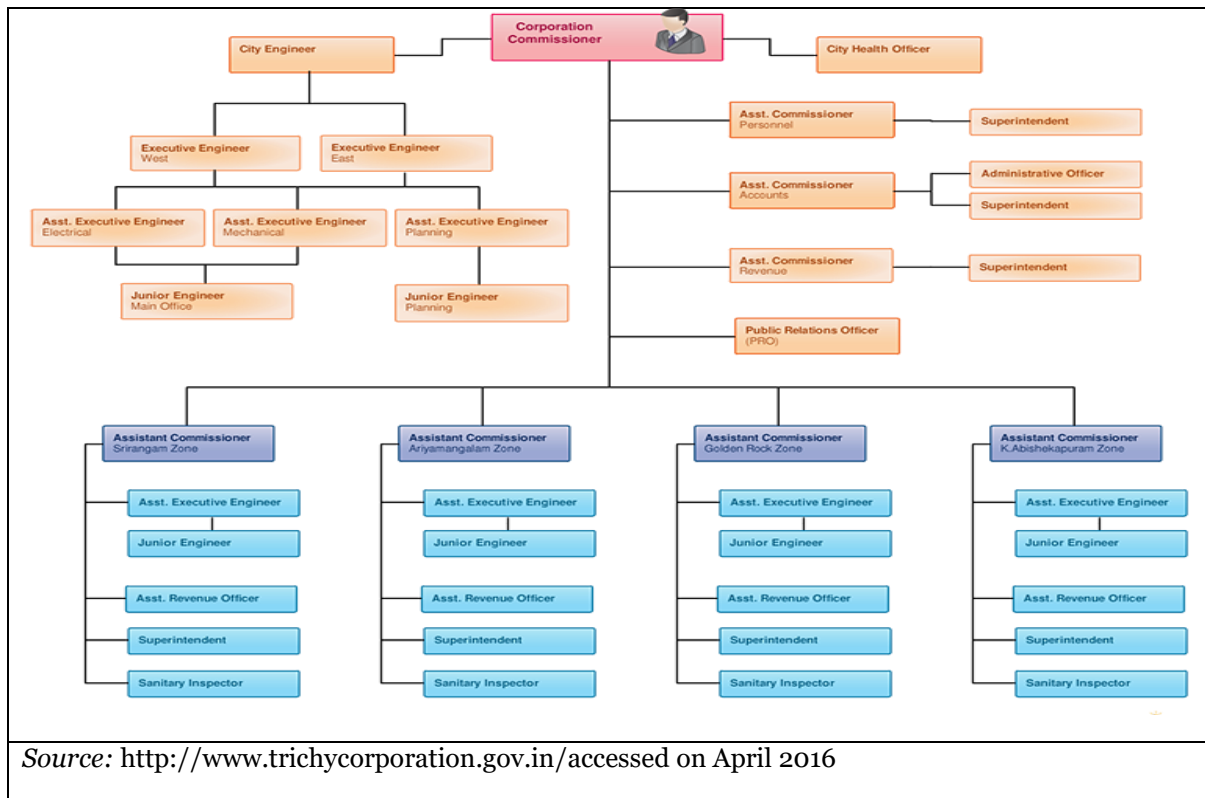 Corporation
Commissioner
City Engineer
City Health Officer
Asst. Commissioner
Personnel
Superintendent
Executive Engineer
West
Executive Engineer
East
Asst. Commissioner
Accounts
Administrative Officer
Superintendent
Asst. Executive Engineer
Electrical
Asst. Executive Engineer
Mechanical
Asst. Executive Engineer
Planning
Asst. Commissioner
Revenue
Superintendent
Junior Engineer
Main Office
Junior Engineer
Planning
Public Relations Officer
(PRO)
Assistant Commissioner
Srirangam Zone
Asst. Executive Engineer
Junior Engineer
Asst. Revenue Officer
Superintendent
Sanitary Inspector
Assistant Commissioner
Ariyamangalam Zone
Asst. Executive Engineer
Junior Engineer
Asst. Revenue Officer
Superintendent
Sanitary Inspector
Assistant Commissioner
Golden Rock Zone
Asst. Executive Engineer
Junior Engineer
Asst. Revenue Officer
Superintendent
Sanitary Inspector
Assistant Commissioner
K.Abishekapuram Zone
Asst. Executive Engineer
Junior Engineer
Asst. Revenue Officer
Superintendent
Sanitary Inspector
Source: http://www.trichycorporation.gov.in/accessed on April 2016